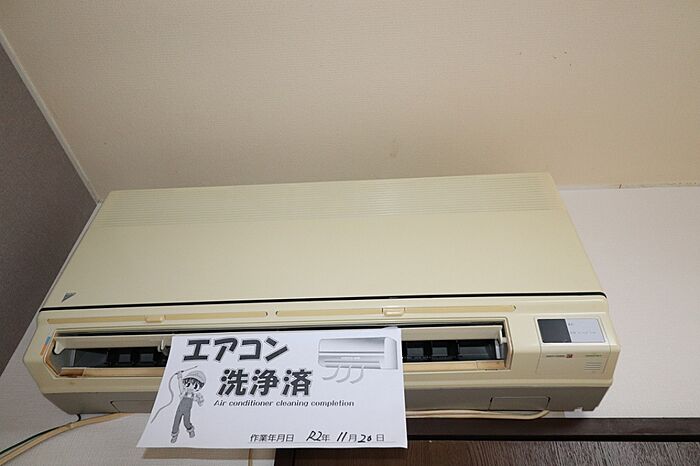 エアコン
洗浄済
Air conditioner cleaning completion
作業年月日 R2年 11月20日